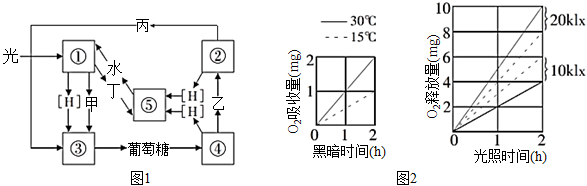 丙
光
①
②
水
丁
[H]
甲
⑤
[H]
[H]
乙
③
葡萄糖
④
图1
30℃
15℃
O₂吸收量(mg)
2
1
0
1
2
黑暗时间(h)
O₂释放量(mg)
10
8
6
4
2
0
1
2
20klx
10klx
光照时间(h)
图2